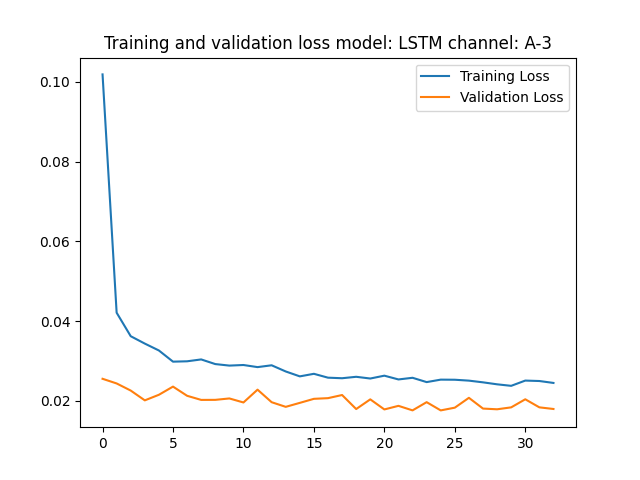 Training and validation loss model: LSTM channel: A-3
Training Loss
Validation Loss
0.10
0.08
0.06
0.04
0.02
0 5 10 15 20 25 30